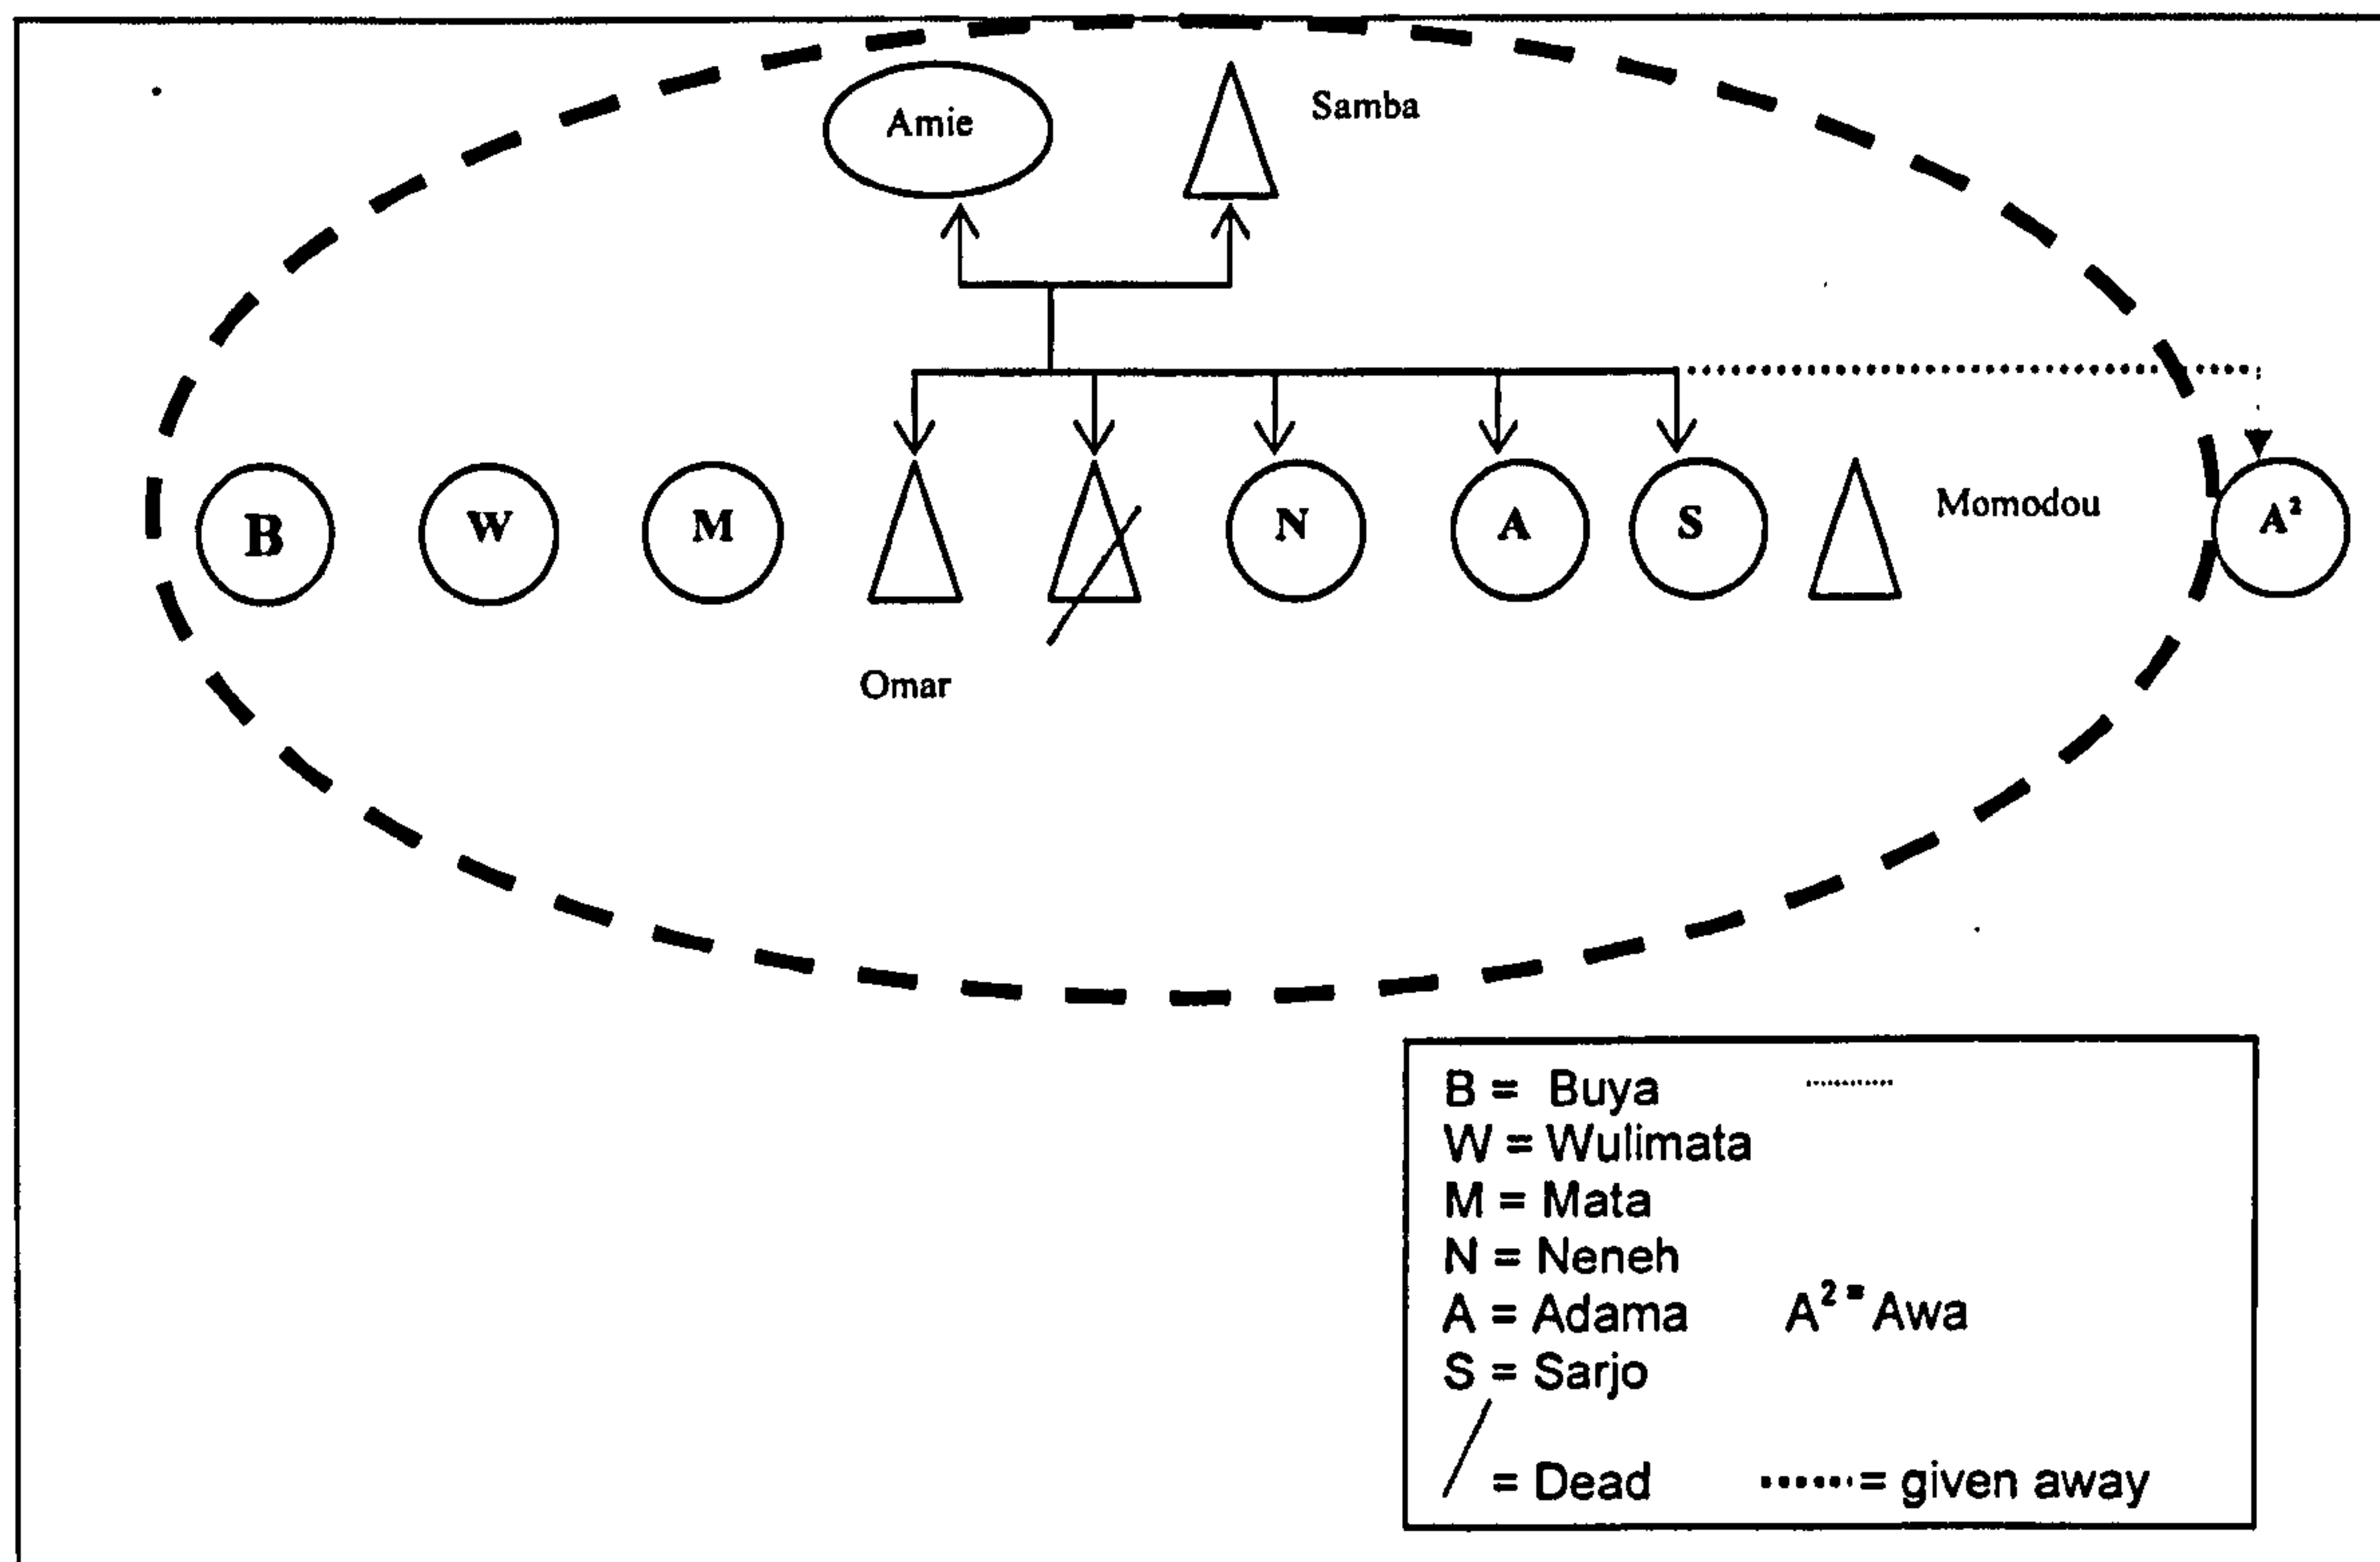 Amie
Samba
B W M N A S Momodou A²
Omar
B = Buya
W = Wulimata
M = Mata
N = Neneh
A = Adama A² = Awa
S = Sarjo
/ = Dead ...... = given away